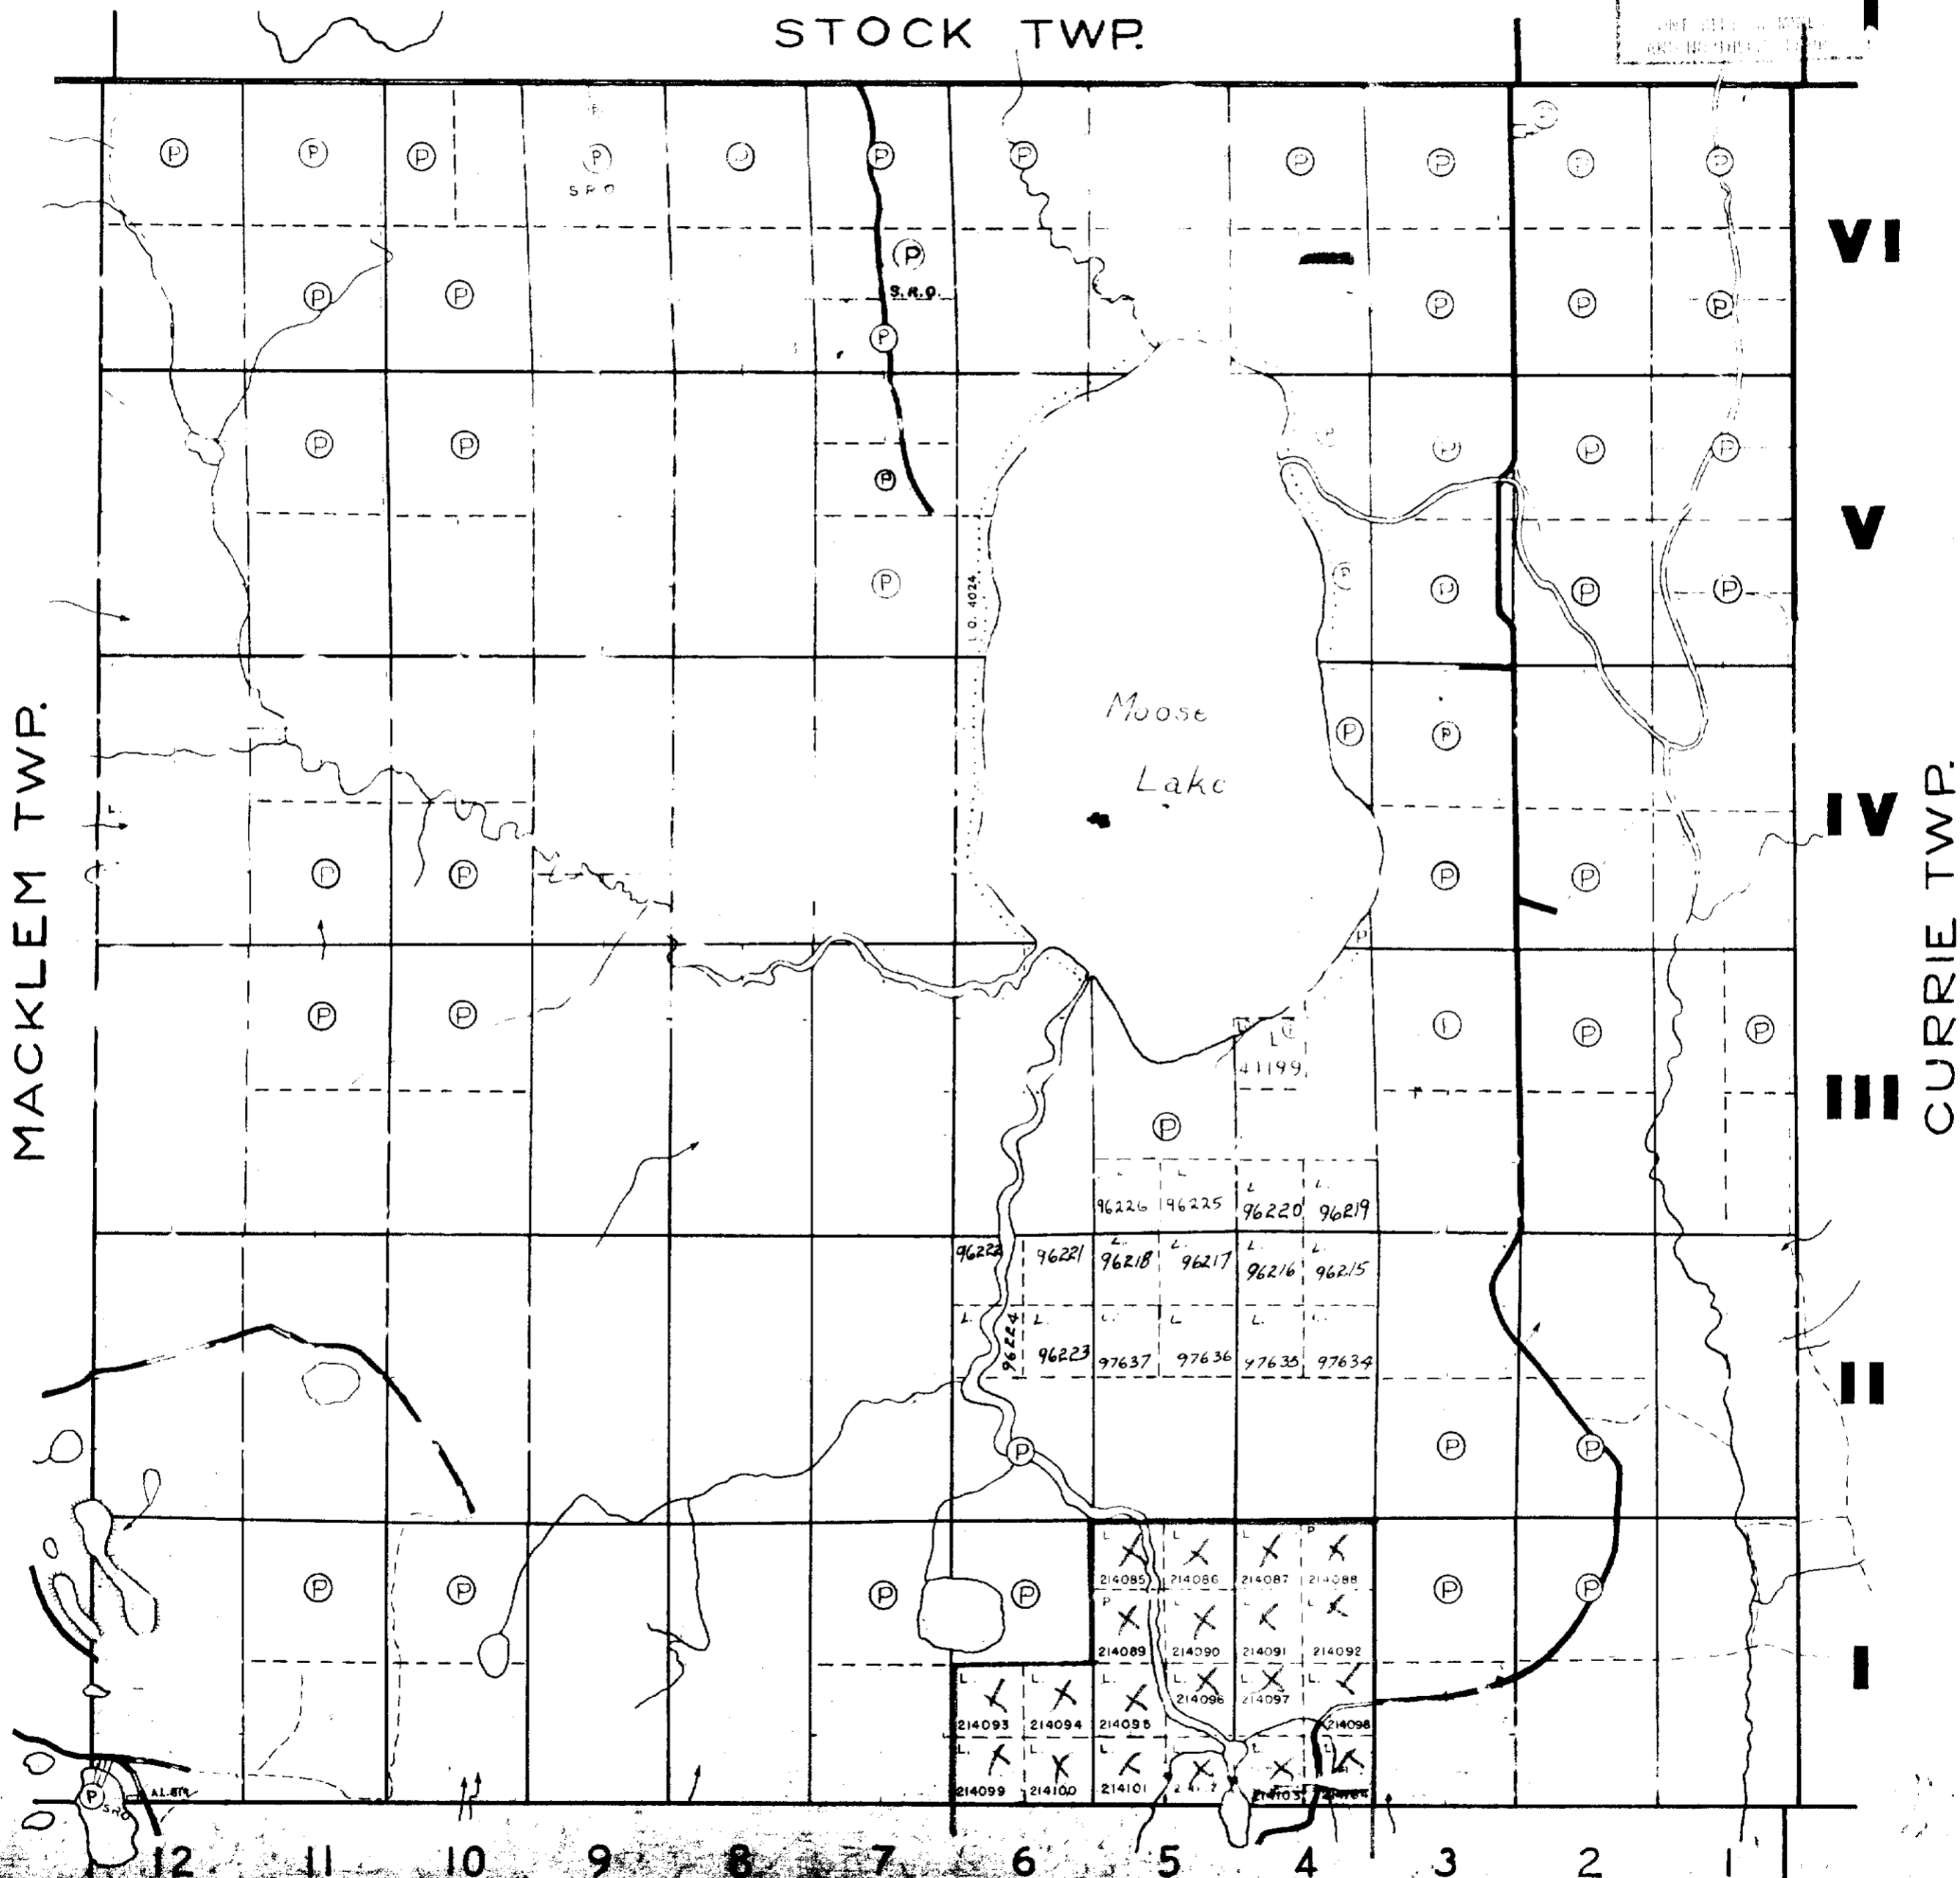 STOCK TWP.
P P P P P P P P P P
S.R.O
VI
P
S.R.O.
P P P P P P
P P P P P
P
V
L.O. 4024
P P P P
MACKLEM TWP.
Moose
Lake
P P
IV
CURRIE TWP.
P P P
P
P P P P
L
41199
III
P
L L L L
96226 96225 96220 96219
L. L. L. L.
96222 96221 96218 96217 96216 96215
L. L. L L.
96224
96223 97637 97636 97635 97634
II
P P P
L L L P
214085 214086 214087 214088
P P P P P P
P L L L
214089 214090 214091 214092
I
L. L. L. L. L. L.
214093 214094 214095 214096 214097 214098
L. L. L.
214099 214100 214101 214103
P S.R.O
12 11 10 9 8 7 6 5 4 3 2 1